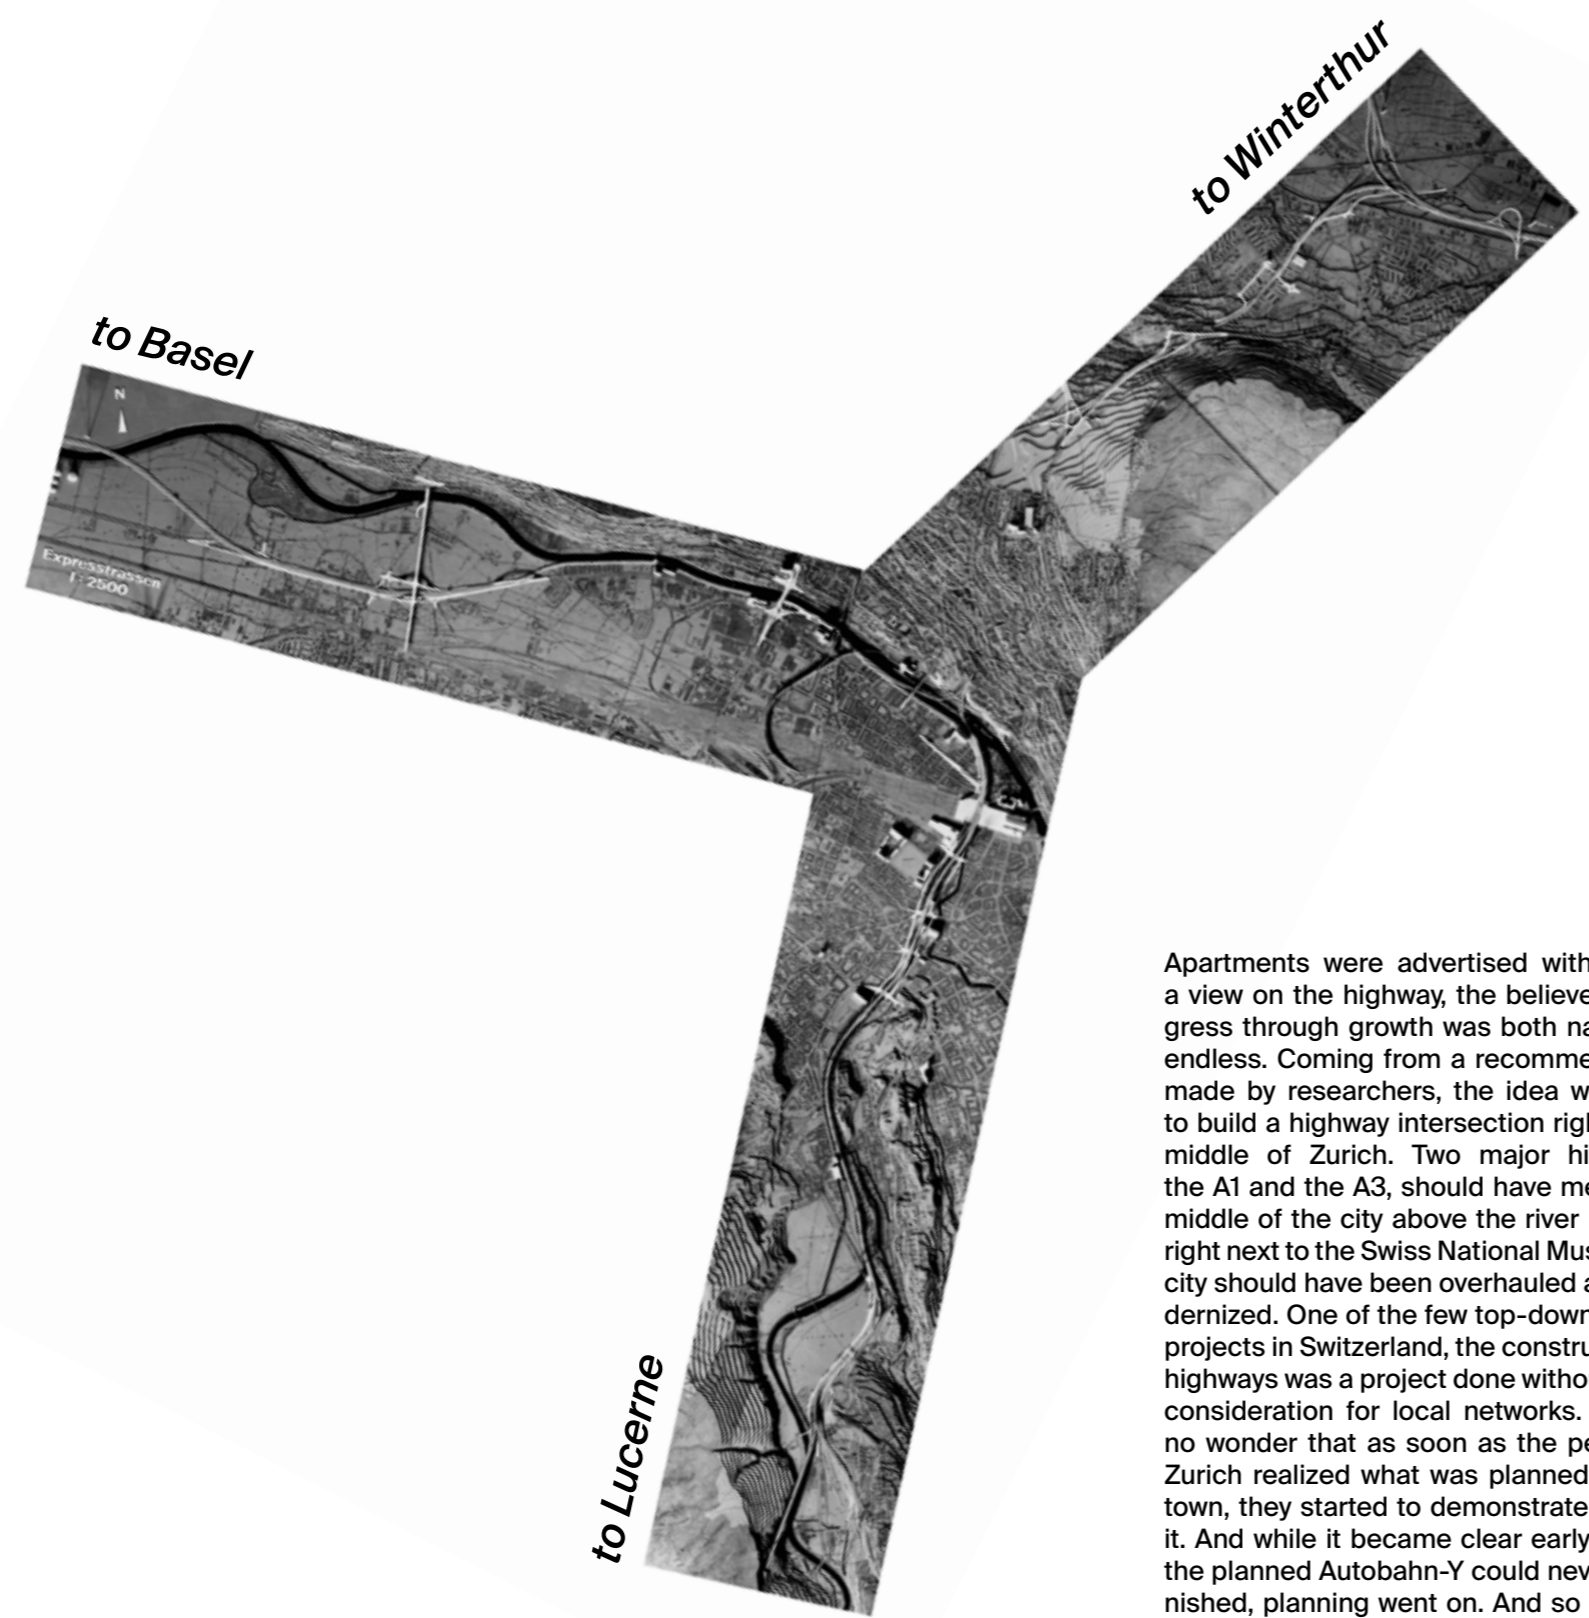 to Winterthur
to Basel
N
Expresstrassen
1 : 2500
to Lucerne
Apartments were advertised with
a view on the highway, the believe
gress through growth was both na
endless. Coming from a recomme
made by researchers, the idea w
to build a highway intersection rig
middle of Zurich. Two major hi
the A1 and the A3, should have me
middle of the city above the river
right next to the Swiss National Mus
city should have been overhauled a
dernized. One of the few top-down
projects in Switzerland, the constru
highways was a project done witho
consideration for local networks.
no wonder that as soon as the pe
Zurich realized what was planned
town, they started to demonstrate
it. And while it became clear early
the planned Autobahn-Y could nev
nished, planning went on. And so